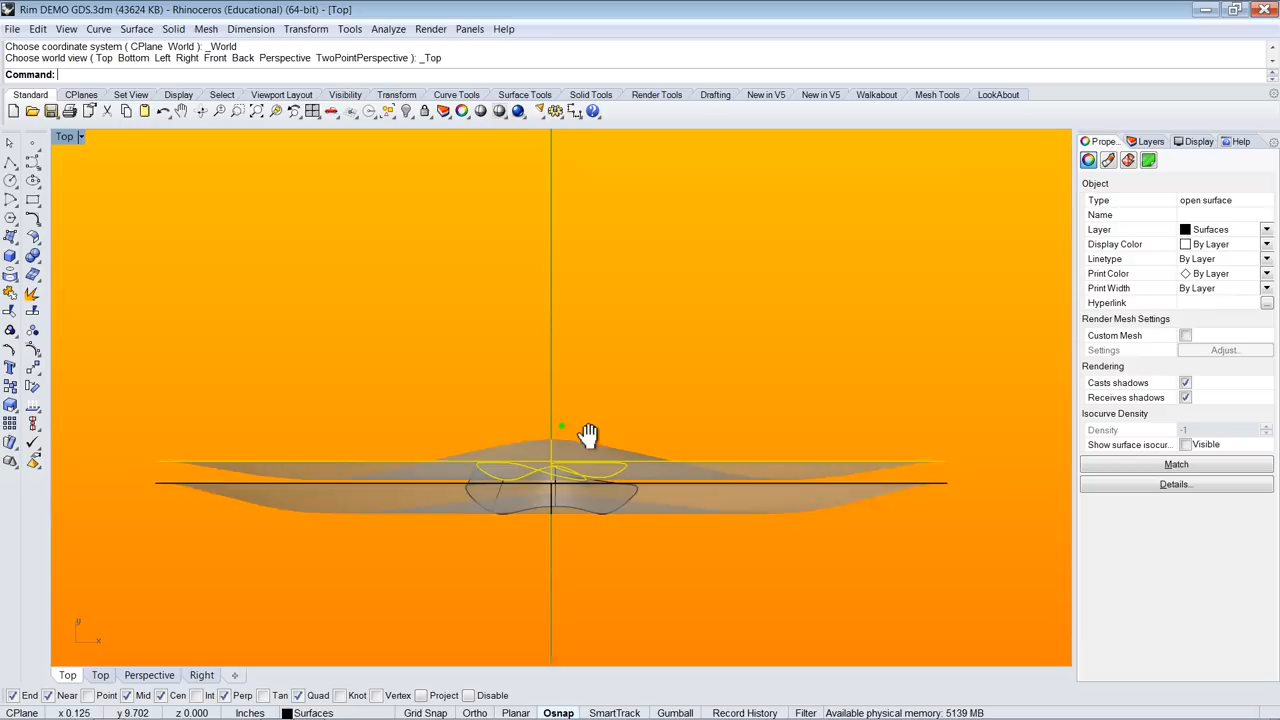 Rim DEMO GDS.3dm (43624 KB) - Rhinoceros (Educational) (64-bit) - [Top]
File Edit View Curve Surface Solid Mesh Dimension Transform Tools Analyze Render Panels Help
Choose coordinate system ( CPlane World ): _World
Choose world view ( Top Bottom Left Right Front Back Perspective TwoPointPerspective ): _Top
Command:
Standard CPlanes Set View Display Select Viewport Layout Visibility Transform Curve Tools Surface Tools Solid Tools Mesh Tools Render Tools Drafting New in V5 New in V5 Walkabout Mesh Tools LookAbout
Top
Prope... Layers Display Help
Object
Type open surface
Name
Layer Surfaces
Display Color By Layer
Linetype By Layer
Print Color By Layer
Print Width By Layer
Hyperlink ...
Render Mesh Settings
Custom Mesh
Settings Adjust...
Rendering
Casts shadows
Receives shadows
Isocurve Density
Density -1
Show surface isocur... Visible
Match
Details...
y
x
Top Top Perspective Right
End Near Point Mid Cen Int Perp Tan Quad Knot Vertex Project Disable
CPlane x 0.125 y 9.702 z 0.000 Inches Surfaces Grid Snap Ortho Planar Osnap SmartTrack Gumball Record History Filter Available physical memory: 5139 MB